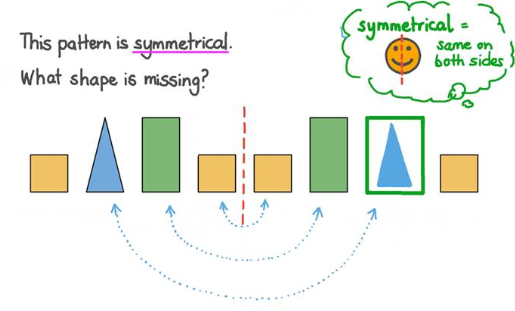 This pattern is symmetrical.
What shape is missing?
symmetrical =
same on
both sides